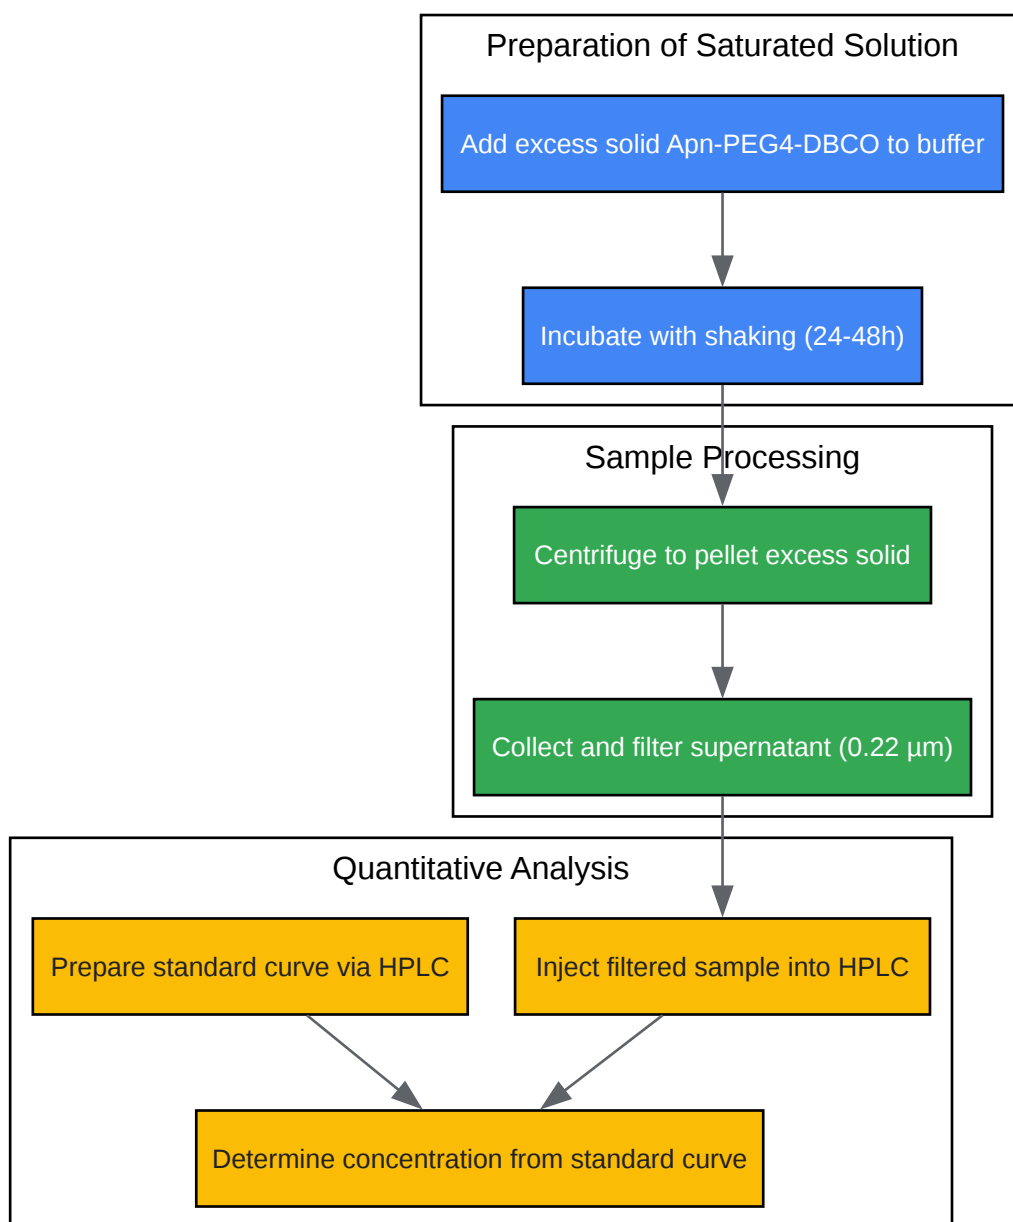 Preparation of Saturated Solution
Add excess solid Apn-PEG4-DBCO to buffer
Incubate with shaking (24-48h)
Sample Processing
Centrifuge to pellet excess solid
Collect and filter supernatant (0.22 µm)
Quantitative Analysis
Prepare standard curve via HPLC
Inject filtered sample into HPLC
Determine concentration from standard curve